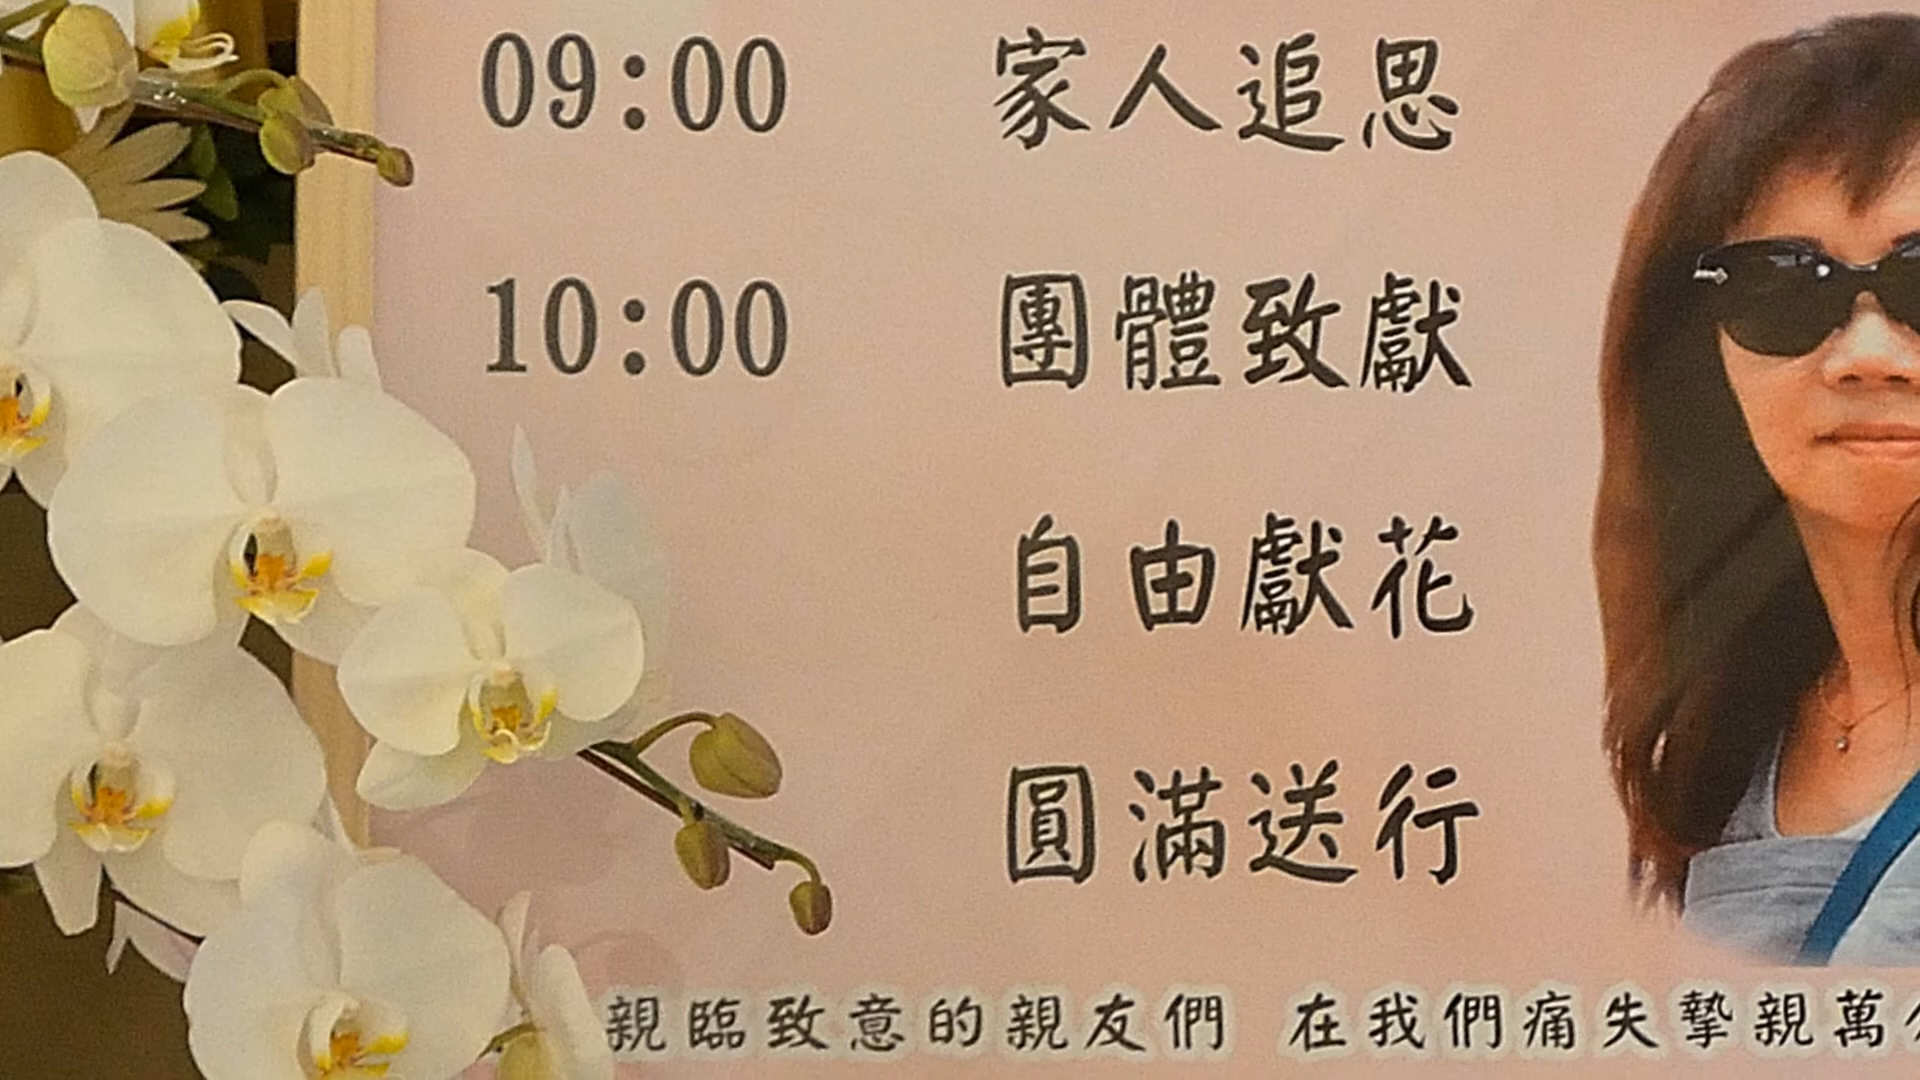 09:00 家人追思
10:00 團體致獻
自由獻花
圓滿送行
親臨致意的親友們 在我們痛失摯親萬